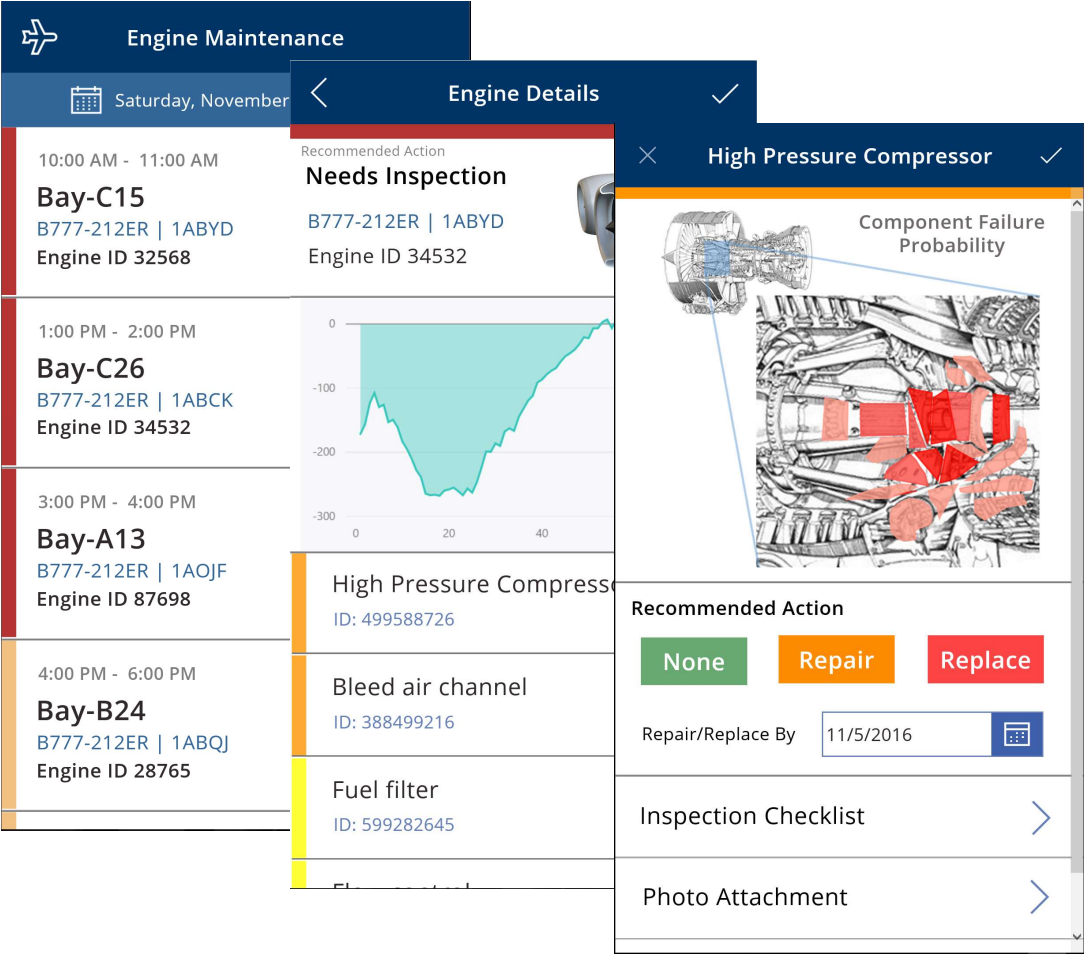 Engine Maintenance
Saturday, November
10:00 AM - 11:00 AM
Bay-C15
B777-212ER | 1ABYD
Engine ID 32568
1:00 PM - 2:00 PM
Bay-C26
B777-212ER | 1ABCK
Engine ID 34532
3:00 PM - 4:00 PM
Bay-A13
B777-212ER | 1AOJF
Engine ID 87698
4:00 PM - 6:00 PM
Bay-B24
B777-212ER | 1ABQJ
Engine ID 28765
Engine Details
Recommended Action
Needs Inspection
B777-212ER | 1ABYD
Engine ID 34532
0
-100
-200
-300
0 20 40
High Pressure Compresso
ID: 499588726
Bleed air channel
ID: 388499216
Fuel filter
ID: 599282645
High Pressure Compressor
Component Failure
Probability
Recommended Action
None Repair Replace
Repair/Replace By 11/5/2016
Inspection Checklist
Photo Attachment